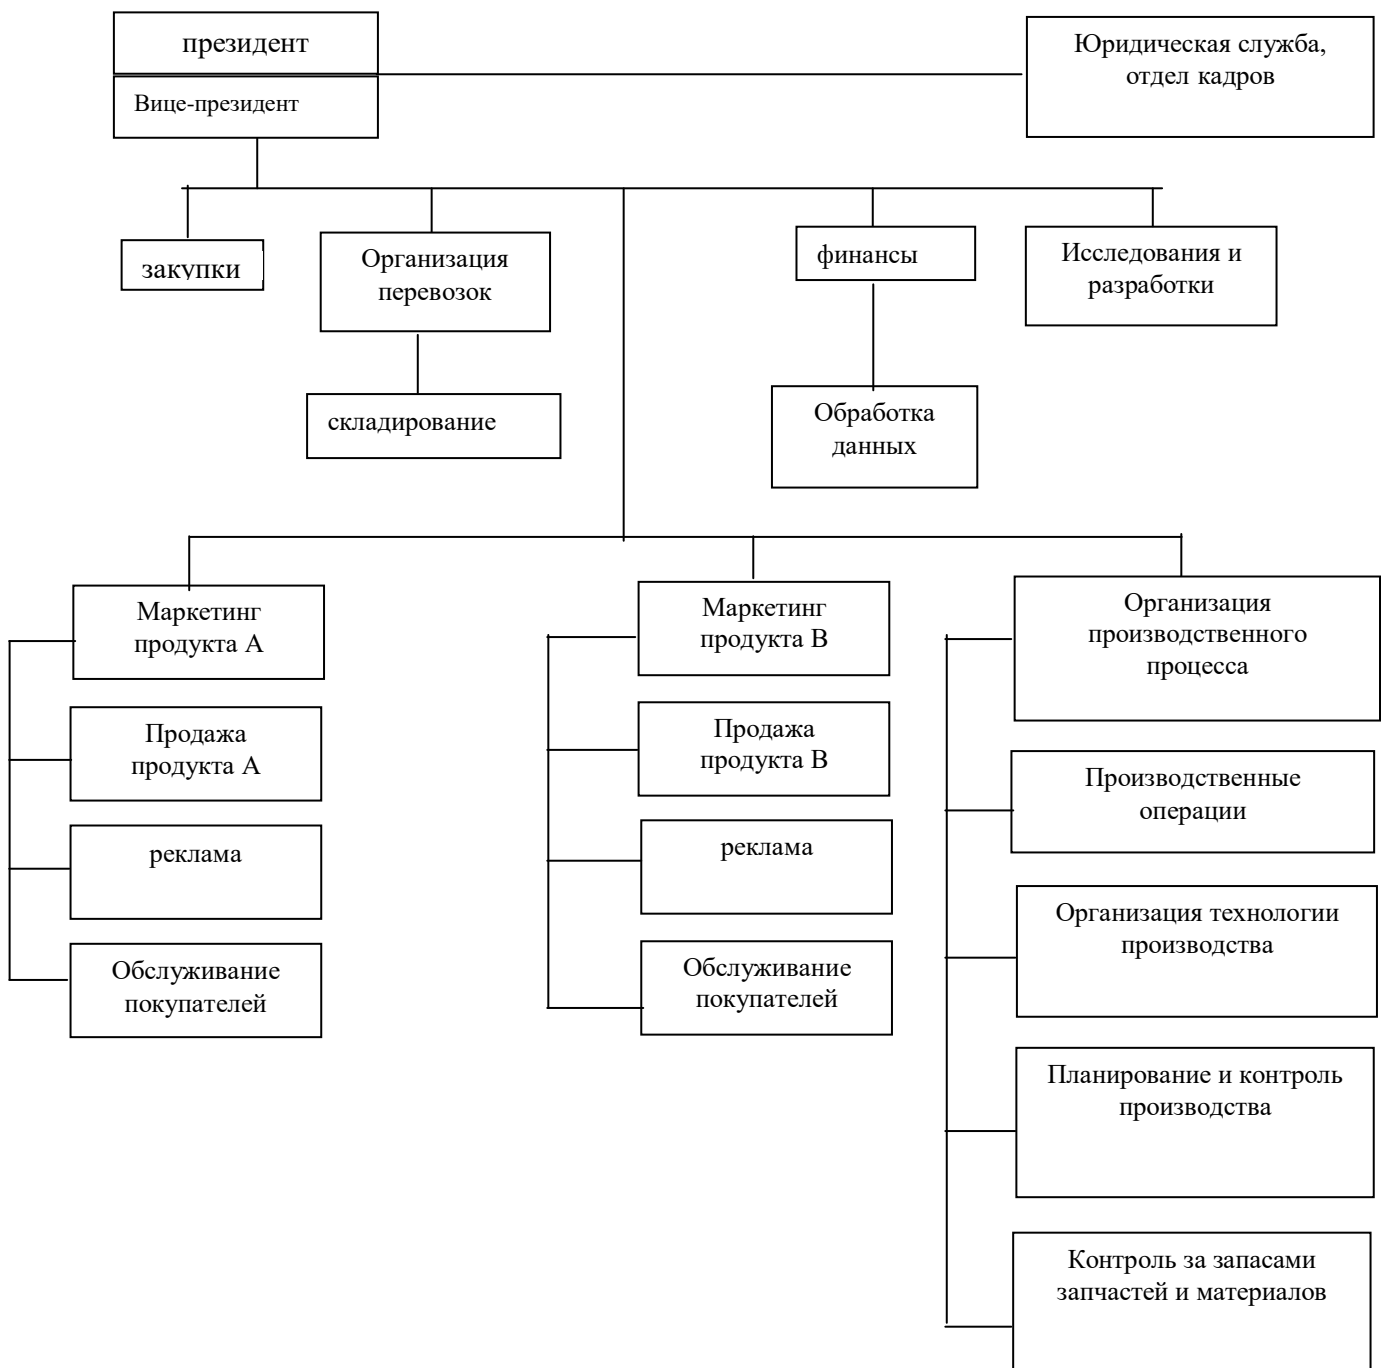 президент
Вице-президент
Юридическая служба,
отдел кадров
закупки
Организация
перевозок
финансы
Исследования и
разработки
складирование
Обработка
данных
Маркетинг
продукта А
Продажа
продукта А
реклама
Обслуживание
покупателей
Маркетинг
продукта В
Продажа
продукта В
реклама
Обслуживание
покупателей
Организация
производственного
процесса
Производственные
операции
Организация технологии
производства
Планирование и контроль
производства
Контроль за запасами
запчастей и материалов